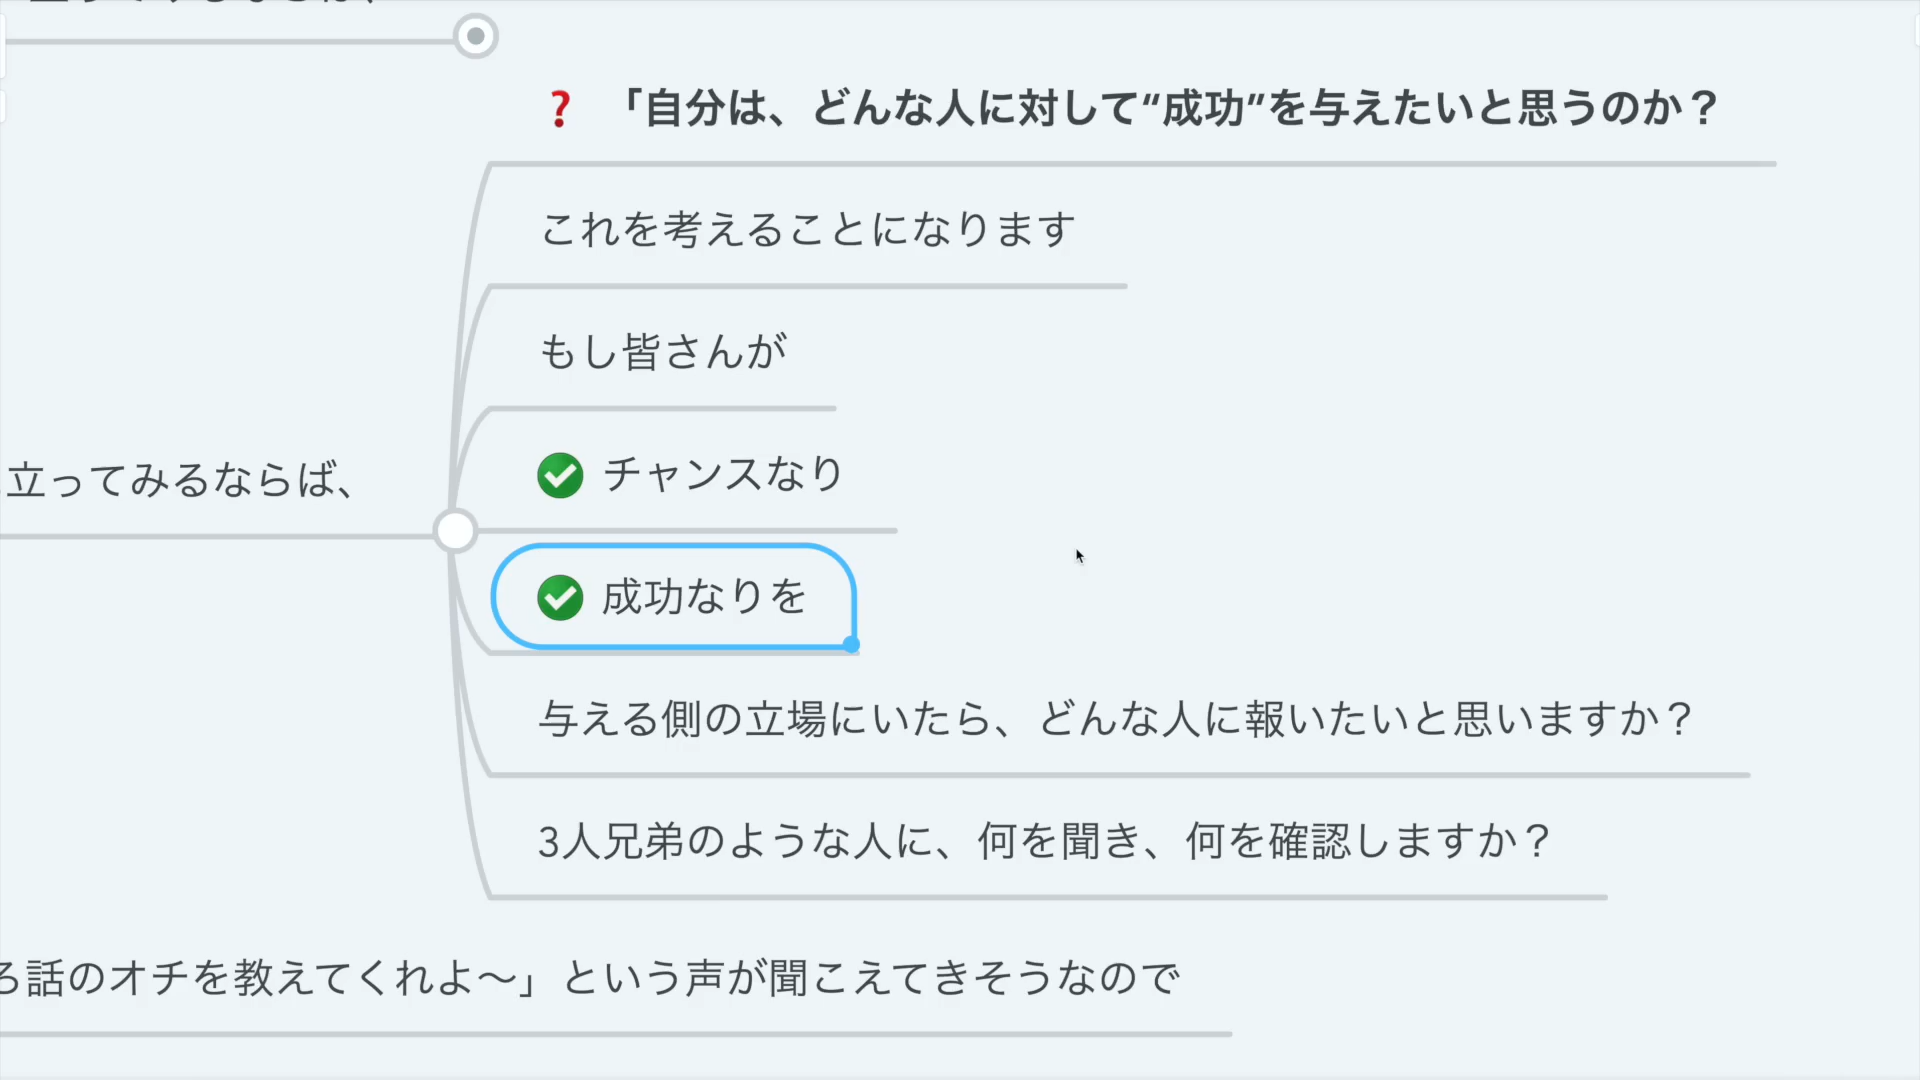 ❓ 「自分は、どんな人に対して“成功”を与えたいと思うのか？
これを考えることになります
もし皆さんが
✅ チャンスなり
立ってみるならば、
✅ 成功なりを
与える側の立場にいたら、どんな人に報いたいと思いますか？
3人兄弟のような人に、何を聞き、何を確認しますか？
ろ話のオチを教えてくれよ〜」という声が聞こえてきそうなので